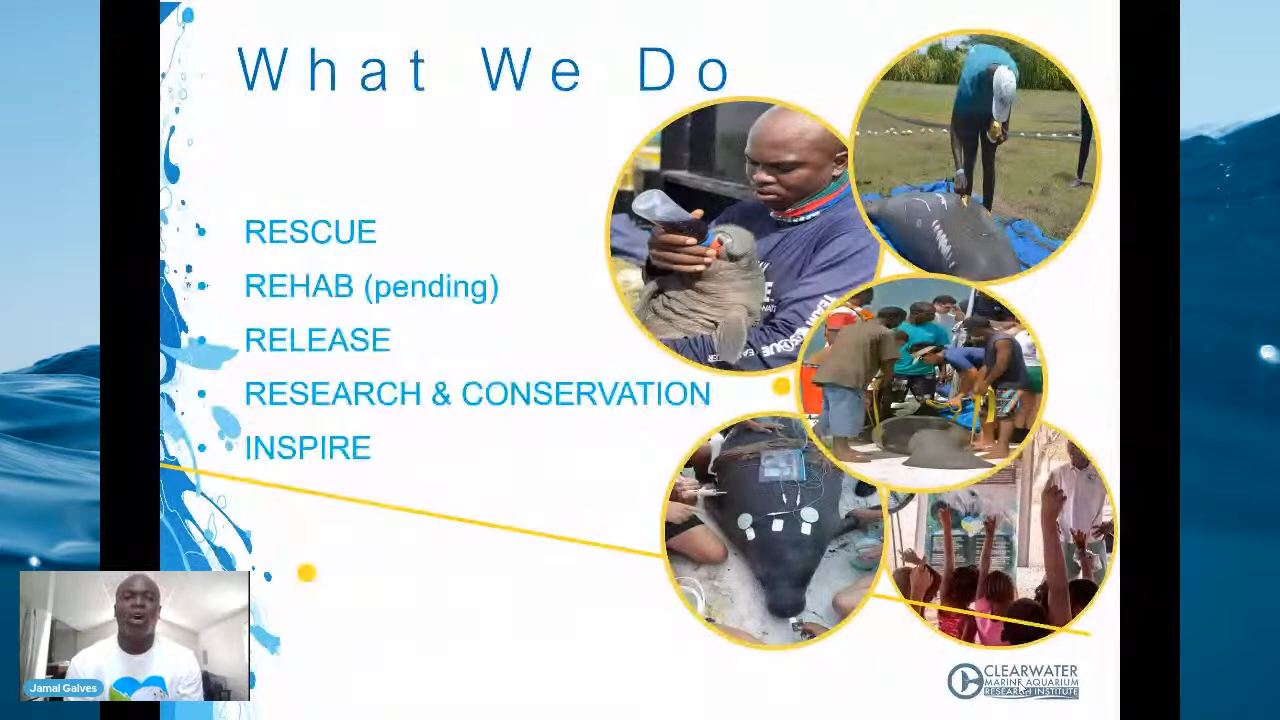 What We Do
RESCUE
REHAB (pending)
RELEASE
RESEARCH & CONSERVATION
INSPIRE
Jamal Galves
CLEARWATER
MARINE AQUARIUM
RESEARCH INSTITUTE